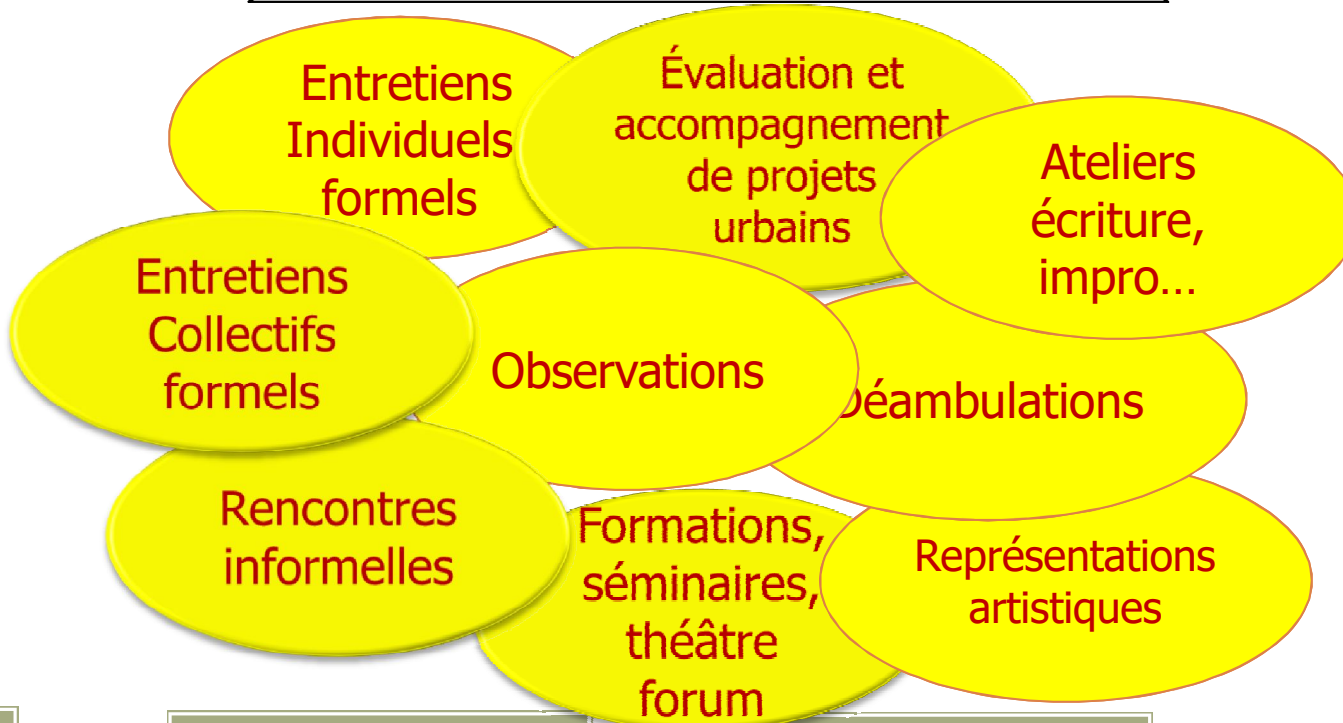 Entretiens
Individuels
formels
Évaluation et
accompagnement
de projets
urbains
Ateliers
écriture,
impro…
Entretiens
Collectifs
formels
Observations
Déambulations
Rencontres
informelles
Formations,
séminaires,
théâtre
forum
Représentations
artistiques